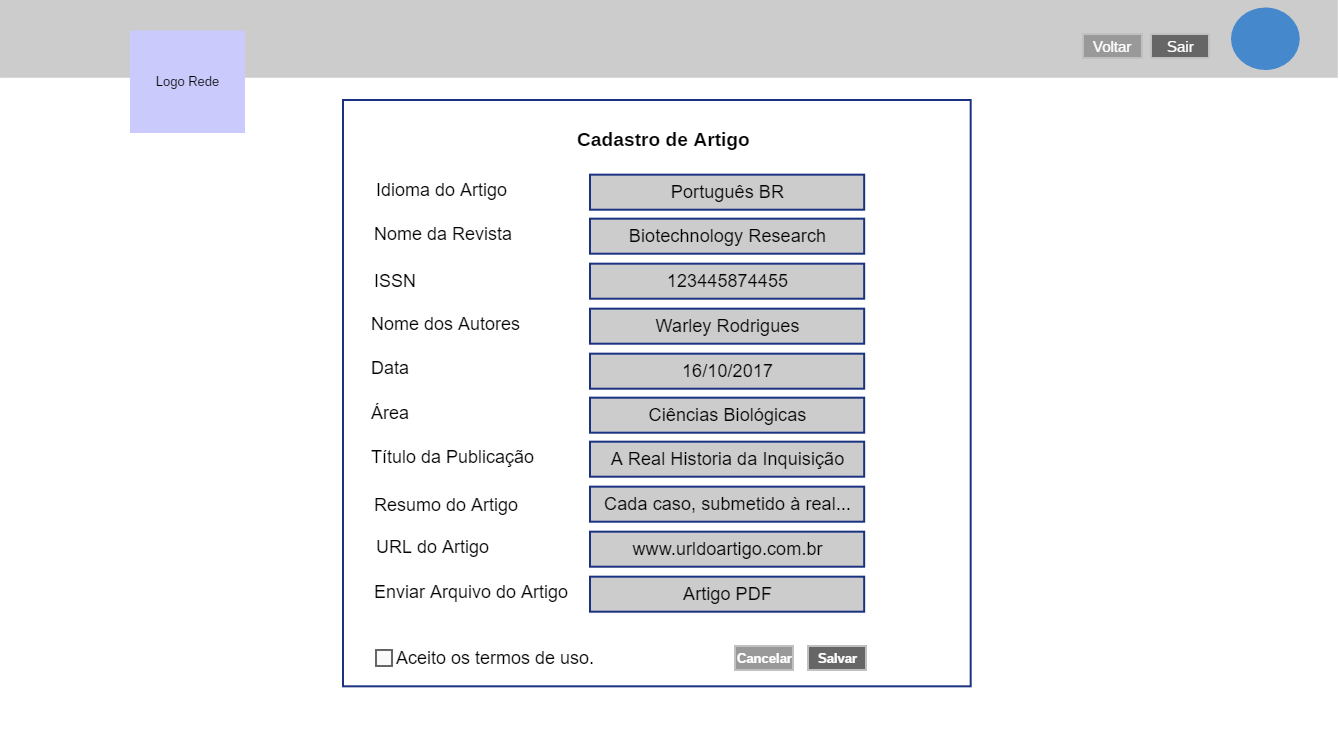 Voltar Sair
Logo Rede
Cadastro de Artigo
Idioma do Artigo Português BR
Nome da Revista Biotechnology Research
ISSN 123445874455
Nome dos Autores Warley Rodrigues
Data 16/10/2017
Área Ciências Biológicas
Título da Publicação A Real Historia da Inquisição
Resumo do Artigo Cada caso, submetido à real...
URL do Artigo www.urldoartigo.com.br
Enviar Arquivo do Artigo Artigo PDF
Aceito os termos de uso. Cancelar Salvar